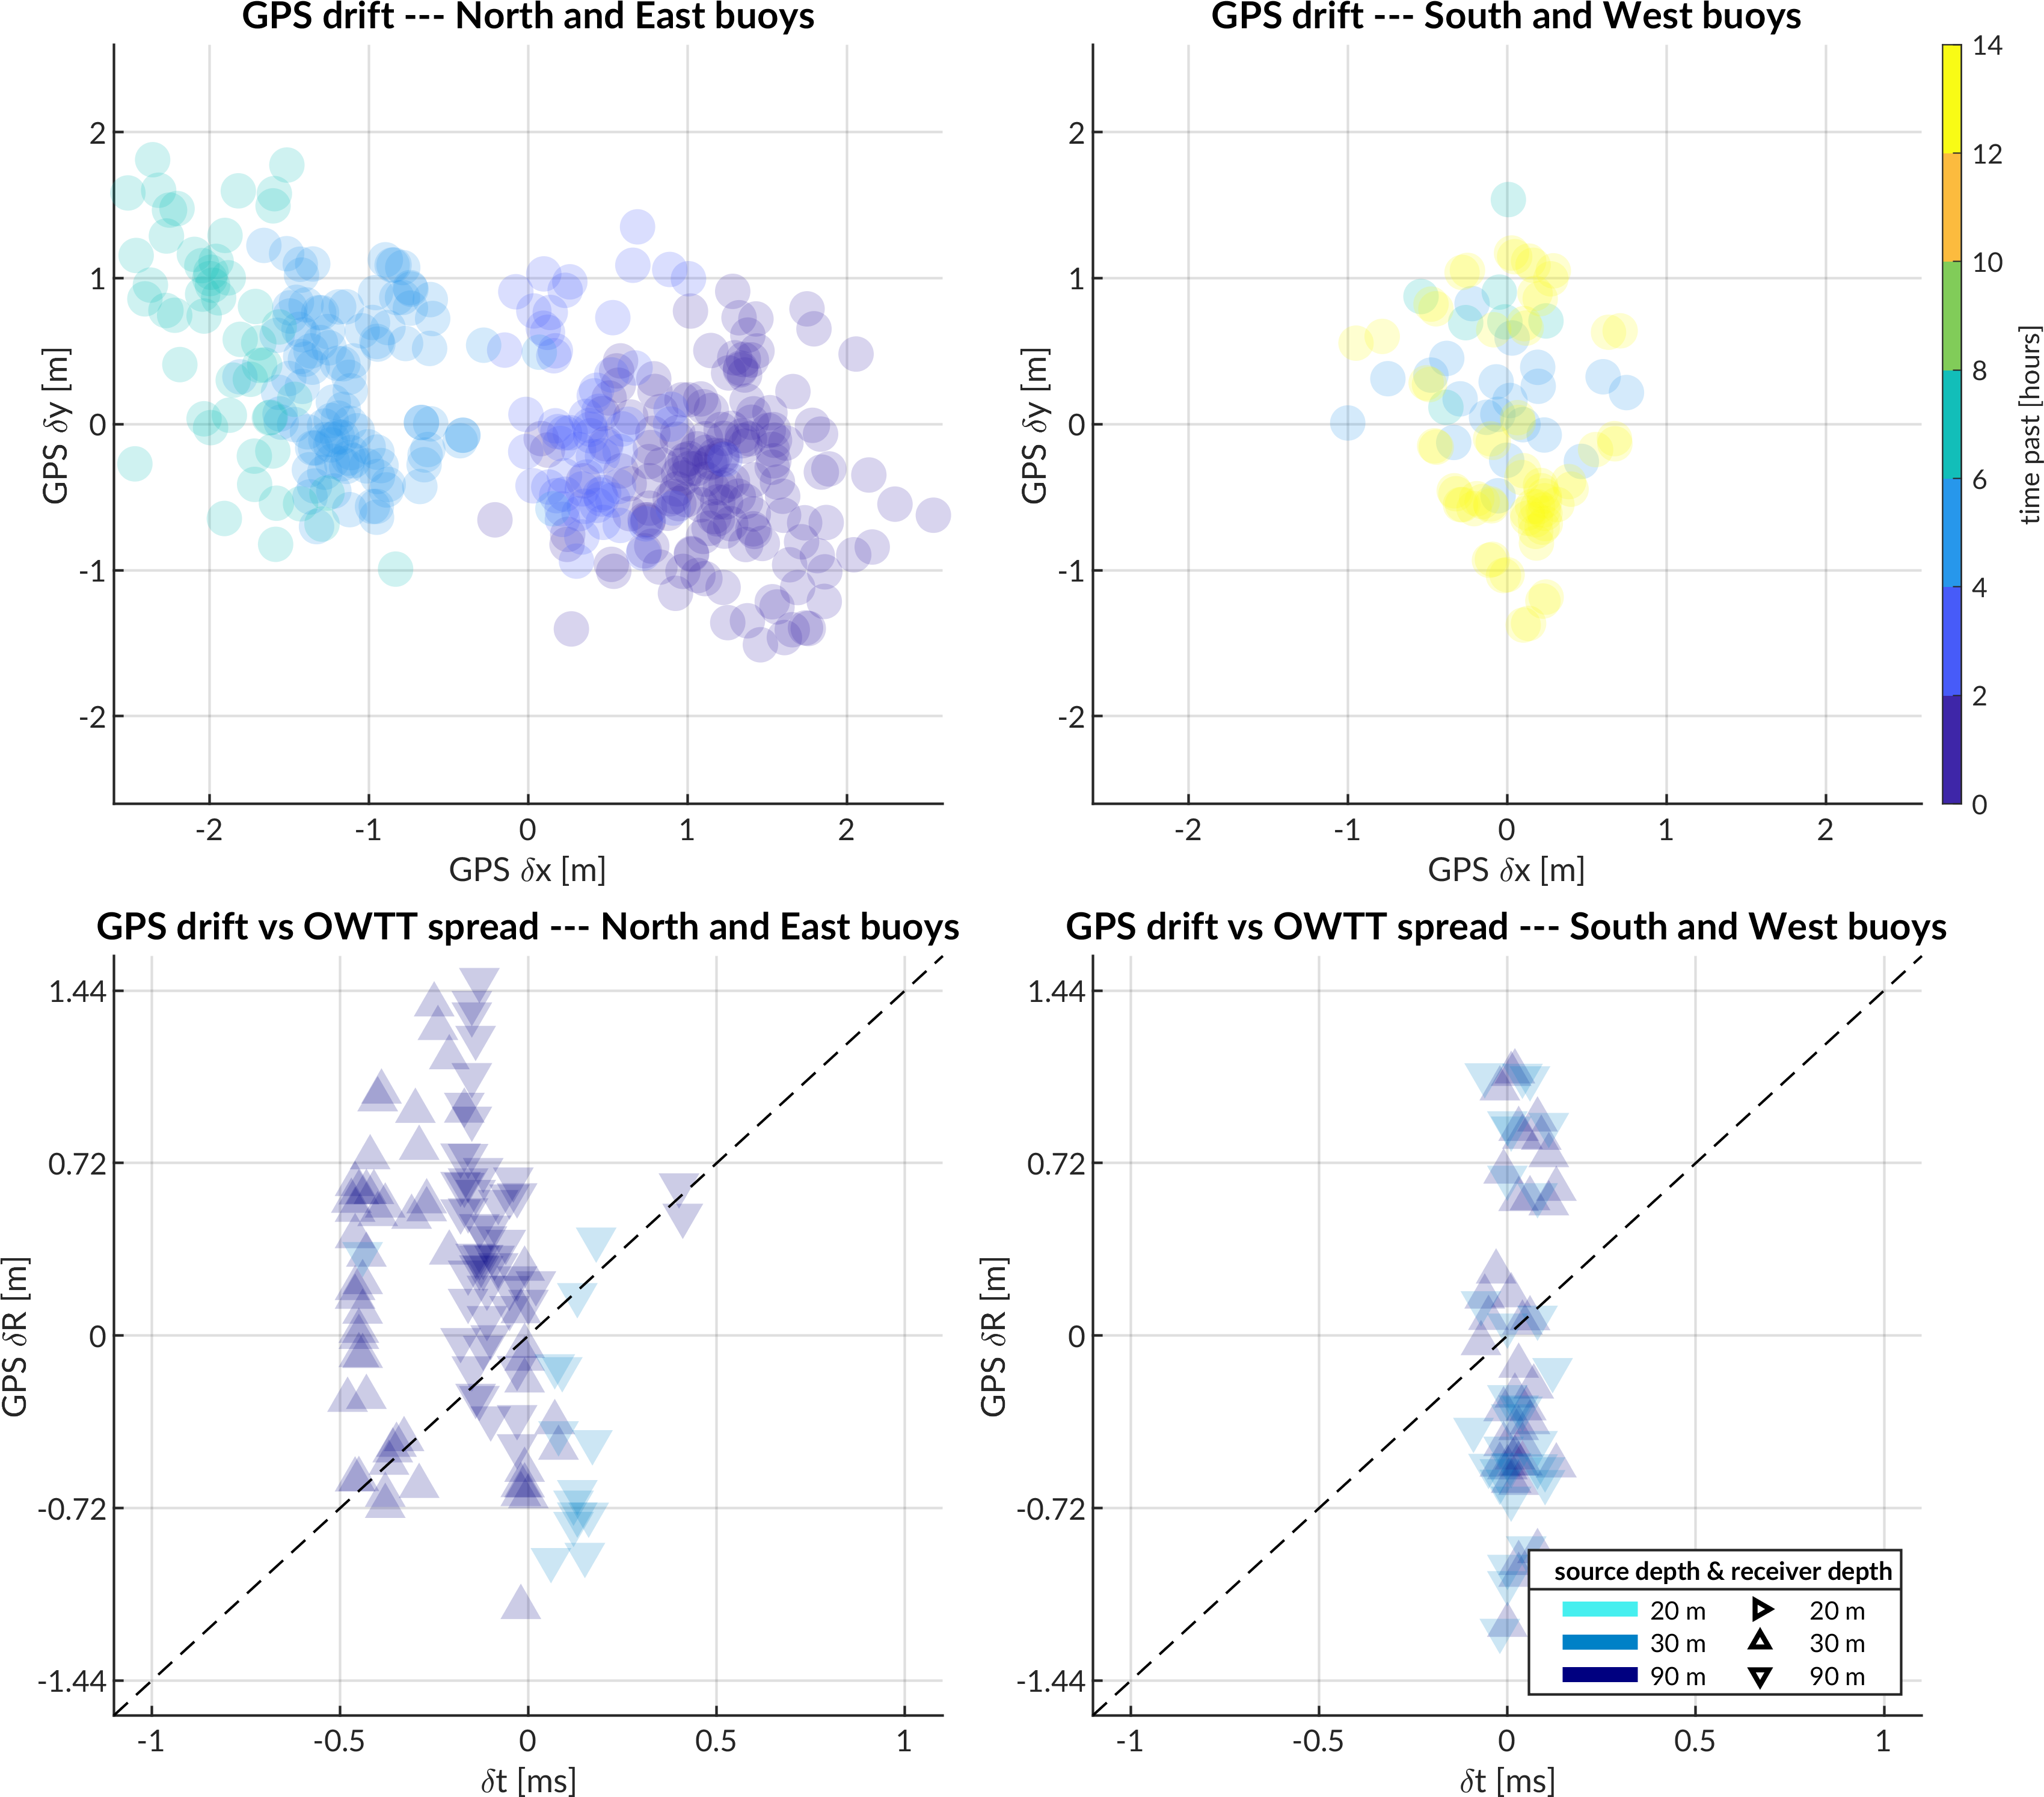 GPS drift --- North and East buoys
GPS δy [m]
2
1
0
-1
-2
-2 -1 0 1 2
GPS δx [m]
GPS drift --- South and West buoys
GPS δy [m]
2
1
0
-1
-2
-2 -1 0 1 2
GPS δx [m]
14
12
10
8
6
4
2
0
time past [hours]
GPS drift vs OWTT spread --- North and East buoys
GPS δR [m]
1.44
0.72
0
-0.72
-1.44
-1 -0.5 0 0.5 1
δt [ms]
GPS drift vs OWTT spread --- South and West buoys
GPS δR [m]
1.44
0.72
0
-0.72
-1.44
-1 -0.5 0 0.5 1
δt [ms]
source depth & receiver depth
20 m 20 m
30 m 30 m
90 m 90 m